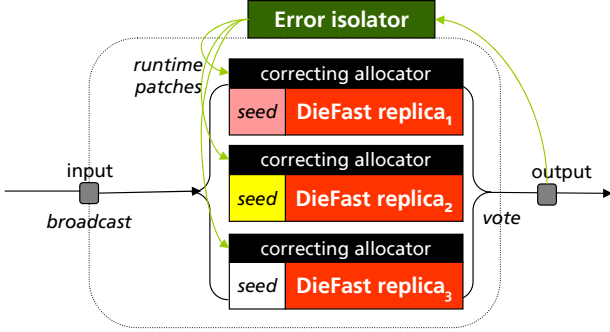 Error isolator
runtime
patches
correcting allocator
seed DieFast replica1
input
broadcast
correcting allocator
seed DieFast replica2
output
vote
correcting allocator
seed DieFast replica3